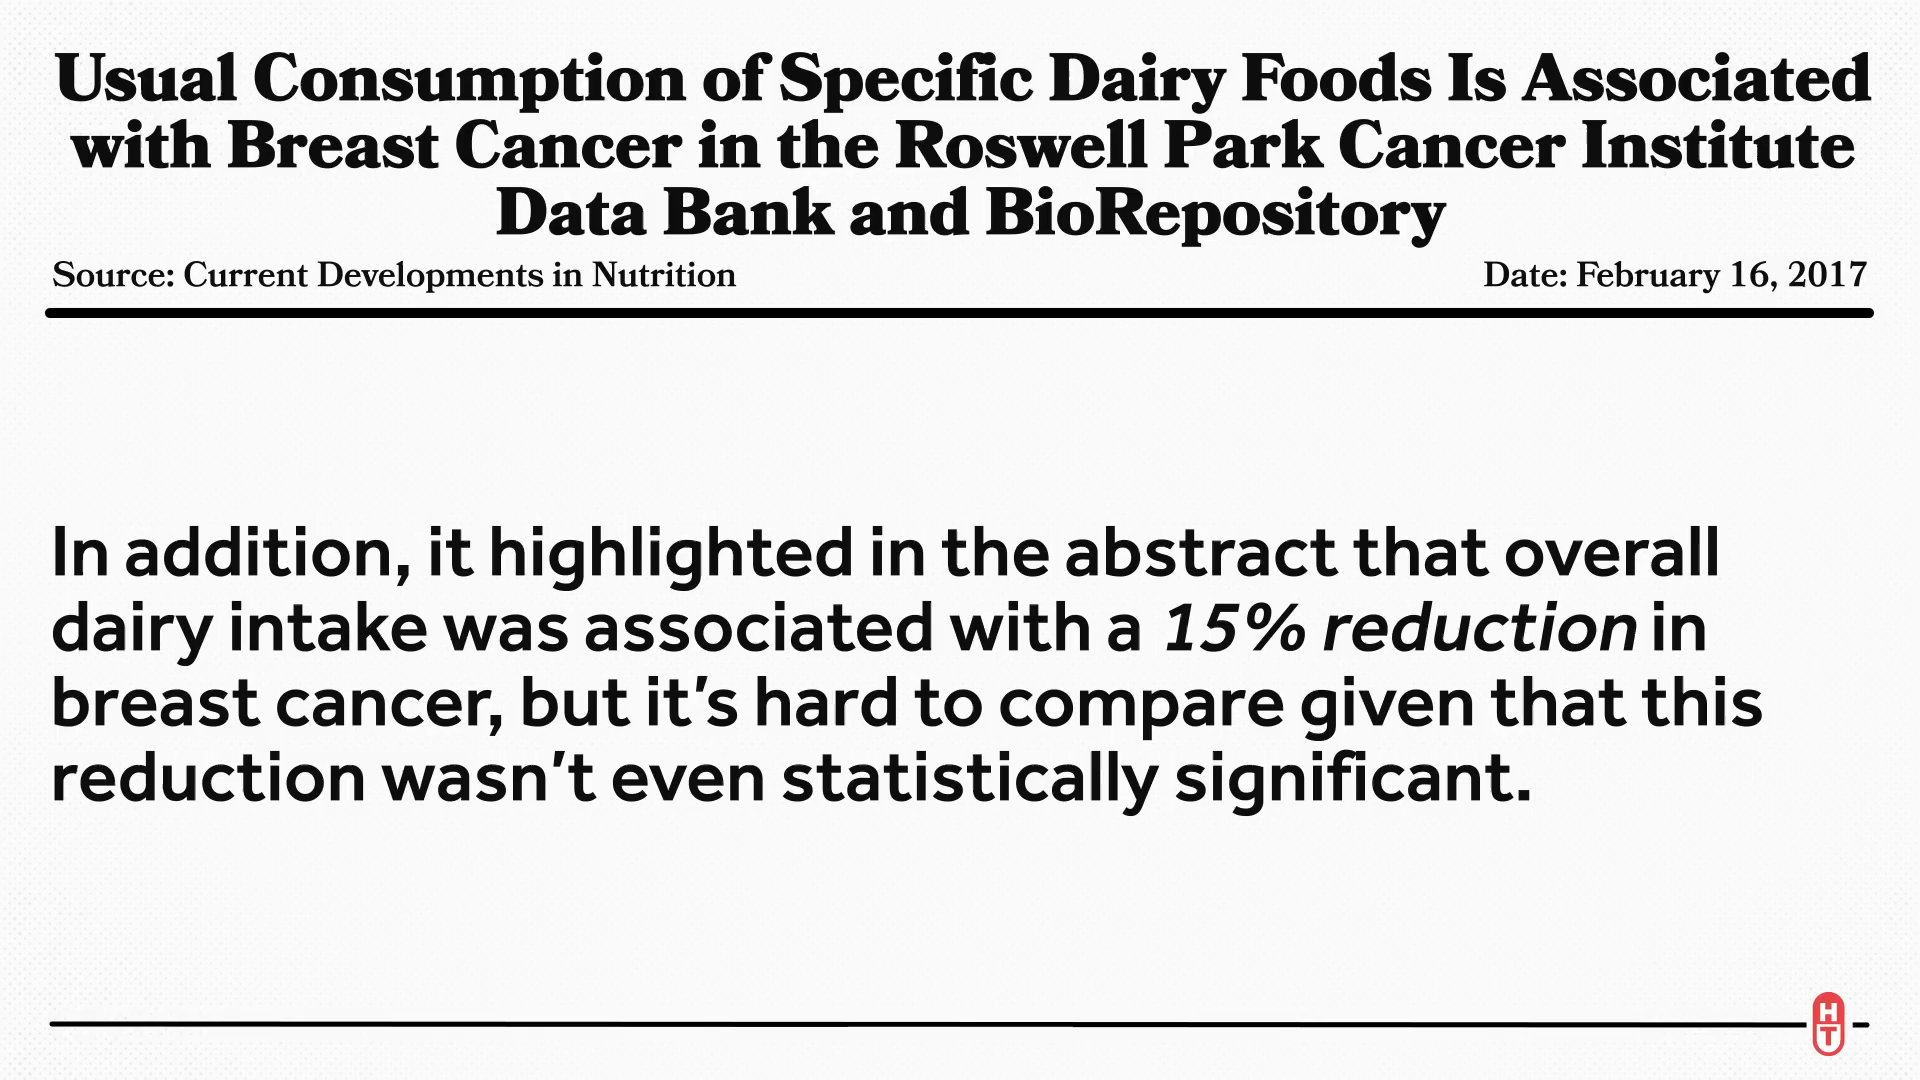 Usual Consumption of Specific Dairy Foods Is Associated
with Breast Cancer in the Roswell Park Cancer Institute
Data Bank and BioRepository
Source: Current Developments in Nutrition
Date: February 16, 2017
In addition, it highlighted in the abstract that overall
dairy intake was associated with a 15% reduction in
breast cancer, but it’s hard to compare given that this
reduction wasn’t even statistically significant.
H
T